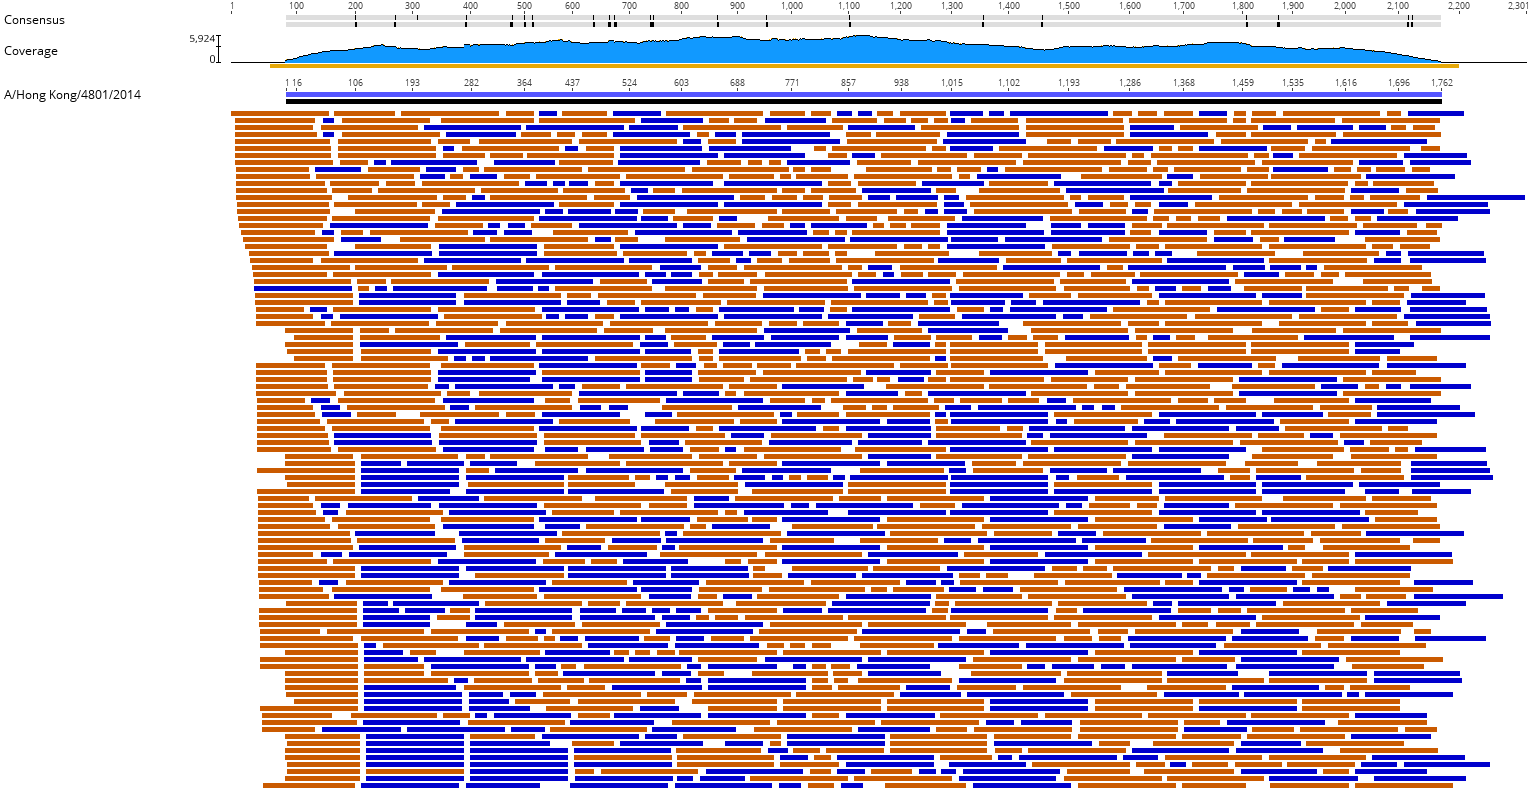 1 100 200 300 400 500 600 700 800 900 1,000 1,100 1,200 1,300 1,400 1,500 1,600 1,700 1,800 1,900 2,000 2,100 2,200 2,301
Consensus
5,924
Coverage
0
1 16 106 193 282 364 437 524 603 688 771 857 938 1,015 1,102 1,193 1,286 1,368 1,459 1,535 1,616 1,696 1,762
A/Hong Kong/4801/2014